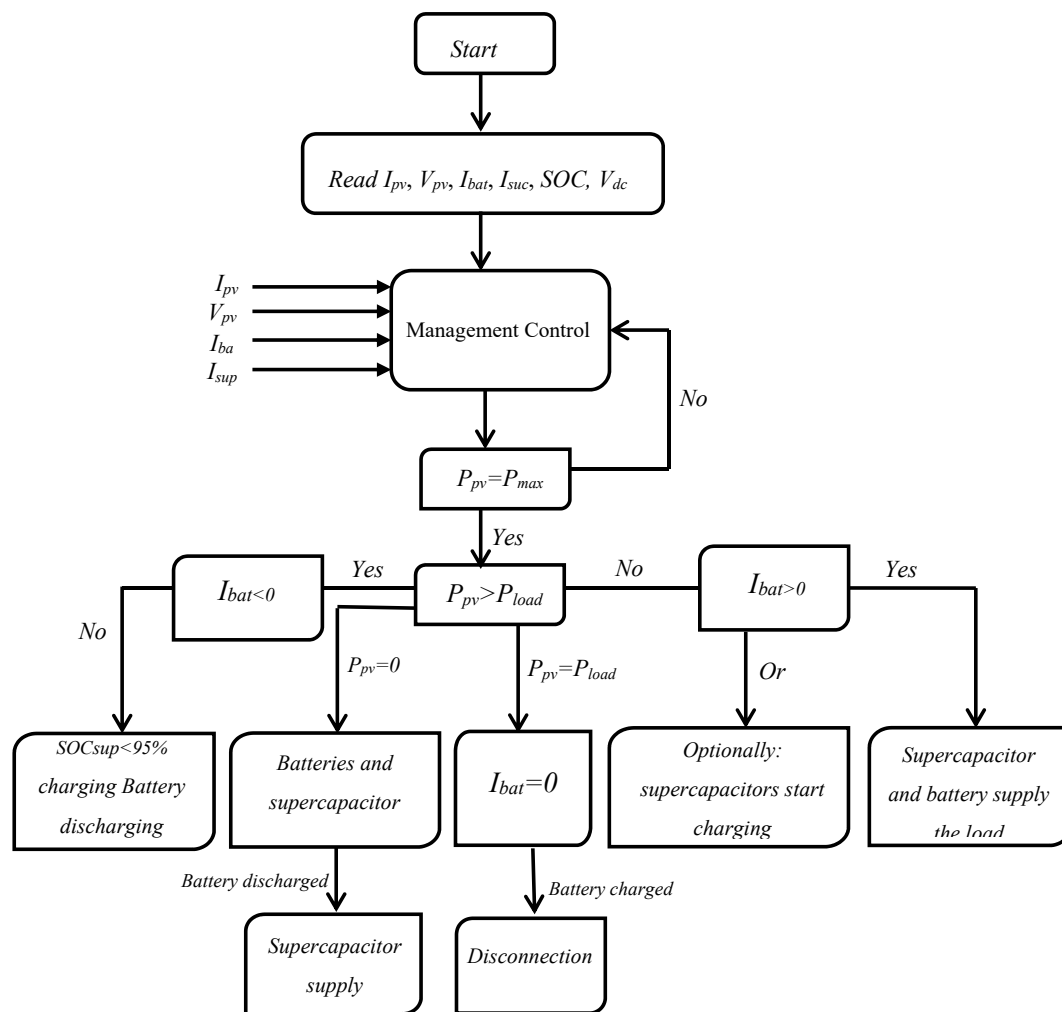 Start
Read Ipv, Vpv, Ibat, Isuc, SOC, Vdc
Ipv
Vpv
Iba
Isup
Management Control
No
Ppv=Pmax
Yes
Ibat<0
Yes
Ppv>Pload
No
Ibat>0
Yes
No
Ppv=0
Ppv=Pload
Or
SOCsup<95%
charging Battery
discharging
Batteries and
supercapacitor
Ibat=0
Optionally:
supercapacitors start
charging
Supercapacitor
and battery supply
the load
Battery discharged
Battery charged
Supercapacitor
supply
Disconnection